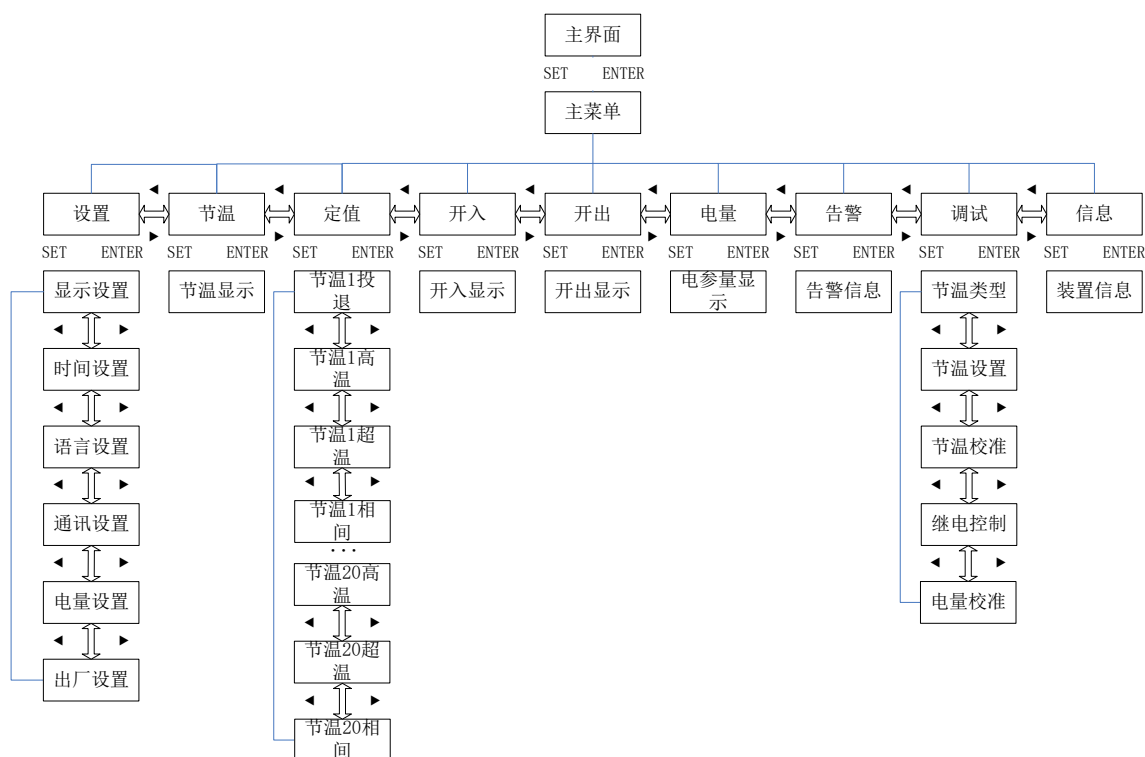 主界面
SET ENTER
主菜单
设置 节温 定值 开入 开出 电量 告警 调试 信息
SET ENTER SET ENTER SET ENTER SET ENTER SET ENTER SET ENTER SET ENTER SET ENTER SET ENTER
显示设置
时间设置
语言设置
通讯设置
电量设置
出厂设置
节温显示
节温1投
退
节温1高
温
节温1超
温
节温1相
间
...
节温20高
温
节温20超
温
节温20相
间
开入显示
开出显示
电参量显
示
告警信息
节温类型
节温设置
节温校准
继电控制
电量校准
装置信息